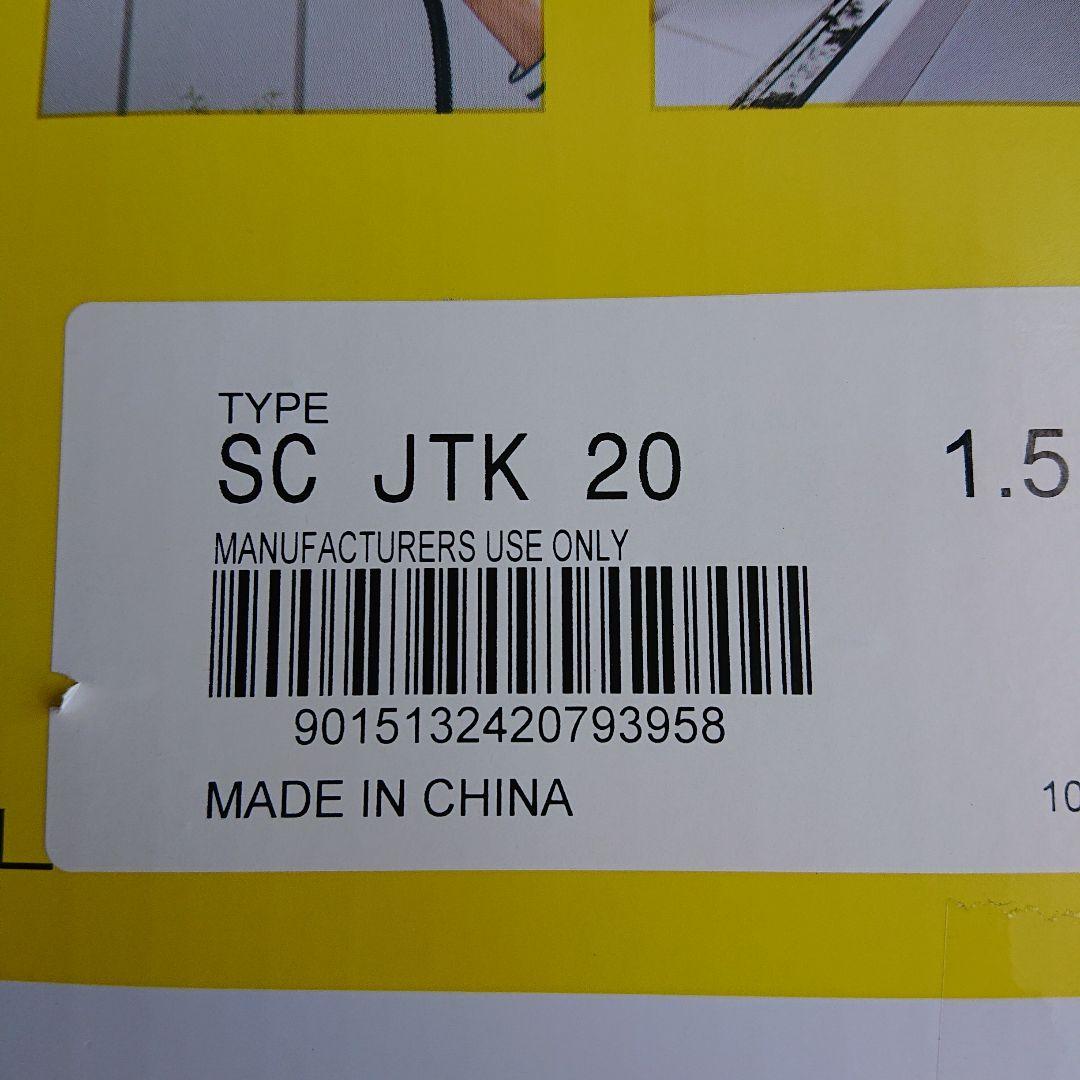 TYPE
SC JTK 20 1.5
MANUFACTURERS USE ONLY
9015132420793958
MADE IN CHINA 10